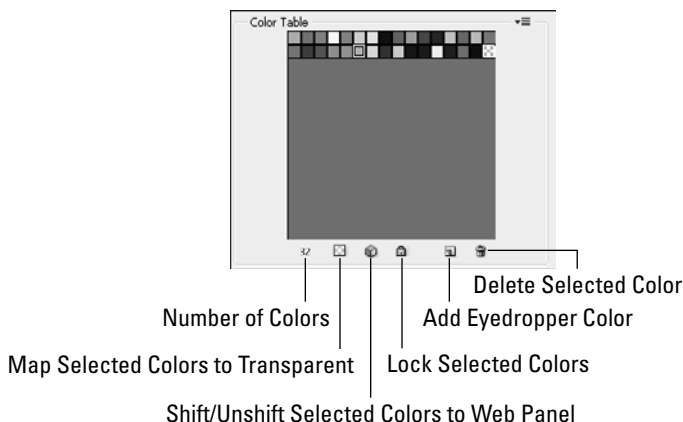 Color Table
32
Delete Selected Color
Number of Colors
Add Eyedropper Color
Map Selected Colors to Transparent
Lock Selected Colors
Shift/Unshift Selected Colors to Web Panel